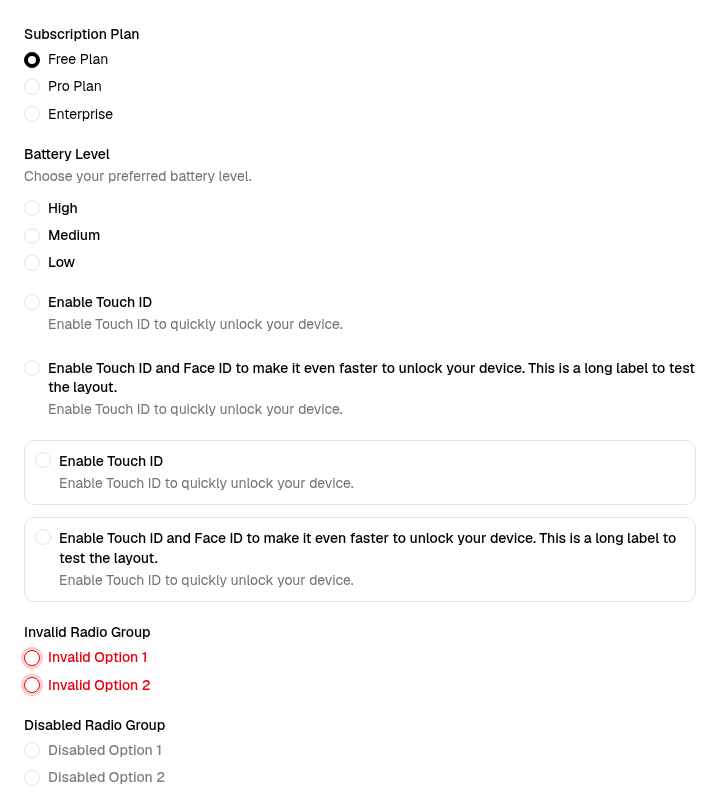 Subscription Plan
Free Plan
Pro Plan
Enterprise
Battery Level
Choose your preferred battery level.
High
Medium
Low
Enable Touch ID
Enable Touch ID to quickly unlock your device.
Enable Touch ID and Face ID to make it even faster to unlock your device. This is a long label to test
the layout.
Enable Touch ID to quickly unlock your device.
Enable Touch ID
Enable Touch ID to quickly unlock your device.
Enable Touch ID and Face ID to make it even faster to unlock your device. This is a long label to
test the layout.
Enable Touch ID to quickly unlock your device.
Invalid Radio Group
Invalid Option 1
Invalid Option 2
Disabled Radio Group
Disabled Option 1
Disabled Option 2